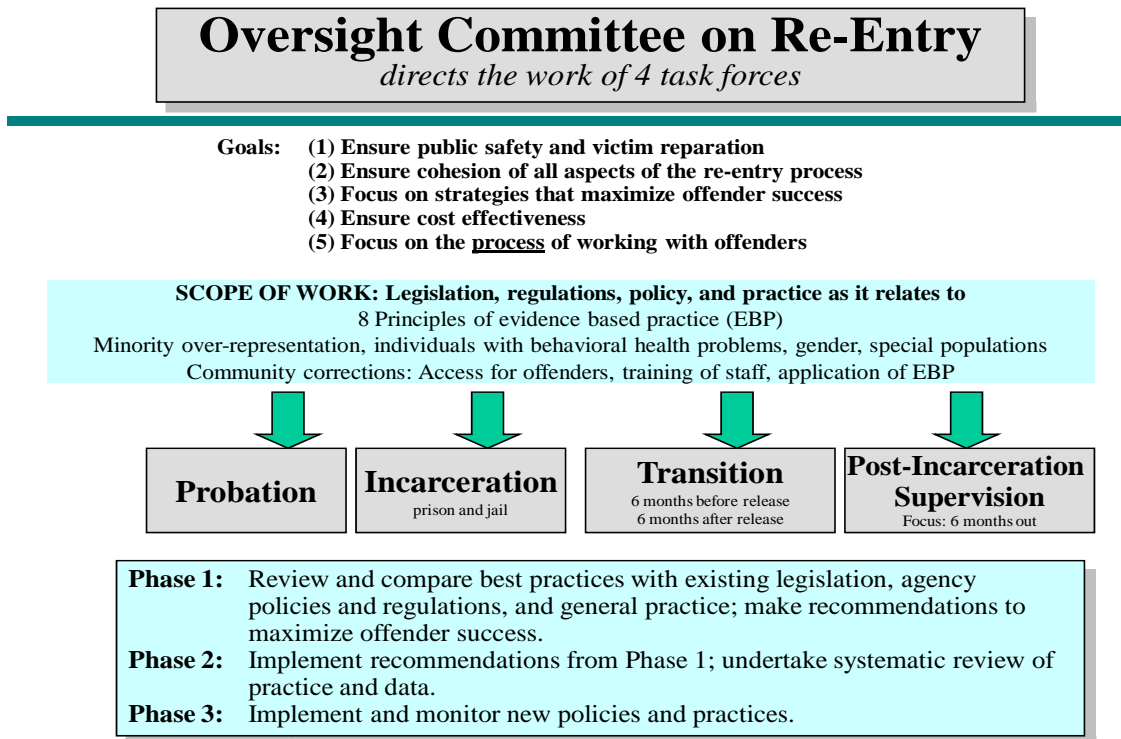 Oversight Committee on Re-Entry
directs the work of 4 task forces
Goals: (1) Ensure public safety and victim reparation
(2) Ensure cohesion of all aspects of the re-entry process
(3) Focus on strategies that maximize offender success
(4) Ensure cost effectiveness
(5) Focus on the process of working with offenders
SCOPE OF WORK: Legislation, regulations, policy, and practice as it relates to
8 Principles of evidence based practice (EBP)
Minority over-representation, individuals with behavioral health problems, gender, special populations
Community corrections: Access for offenders, training of staff, application of EBP
Probation
Incarceration
prison and jail
Transition
6 months before release
6 months after release
Post-Incarceration
Supervision
Focus: 6 months out
Phase 1: Review and compare best practices with existing legislation, agency
policies and regulations, and general practice; make recommendations to
maximize offender success.
Phase 2: Implement recommendations from Phase 1; undertake systematic review of
practice and data.
Phase 3: Implement and monitor new policies and practices.